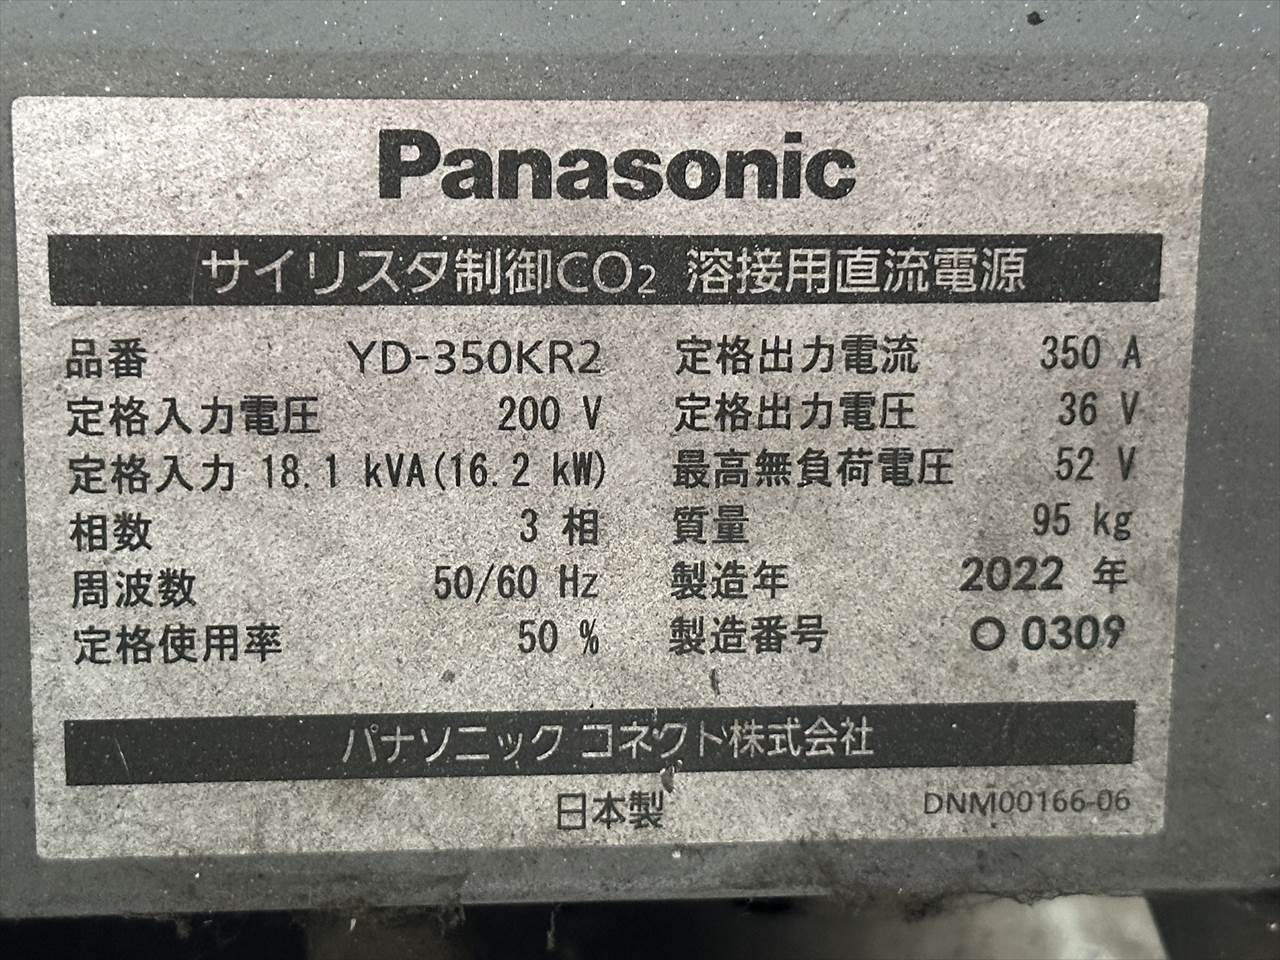 Panasonic
サイリスタ制御CO₂ 溶接用直流電源
品番 YD-350KR2 定格出力電流 350 A
定格入力電圧 200 V 定格出力電圧 36 V
定格入力 18.1 kVA(16.2 kW) 最高無負荷電圧 52 V
相数 3 相 質量 95 kg
周波数 50/60 Hz 製造年 2022 年
定格使用率 50 % 製造番号 O 0309
パナソニック コネクト株式会社
日本製 DNM00166-06